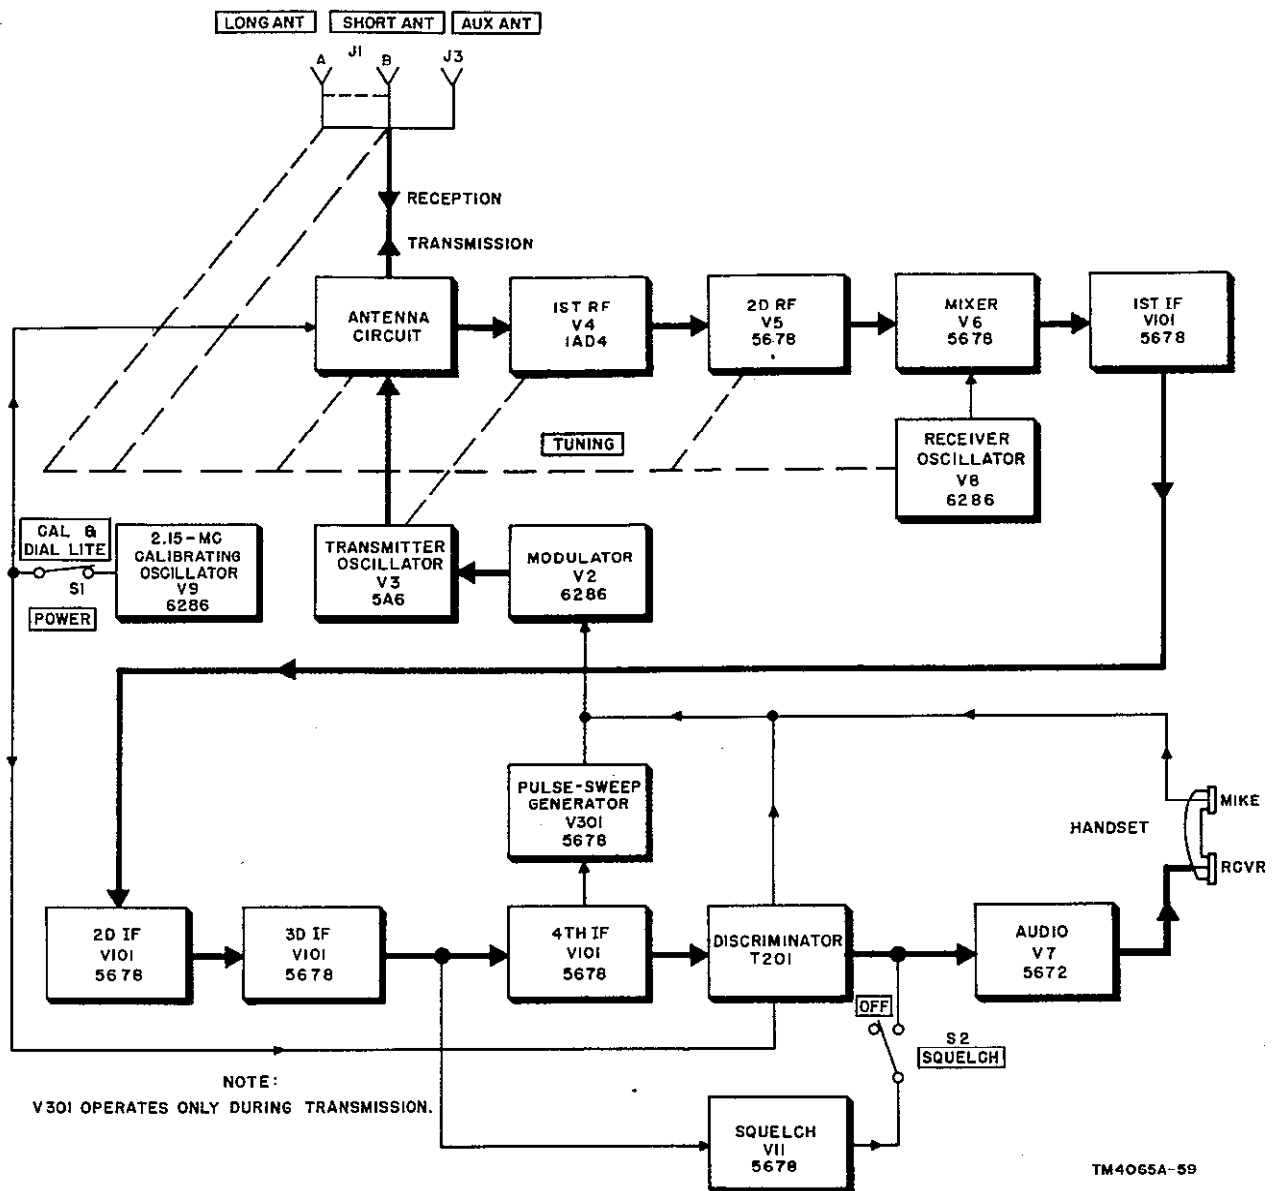 LONG ANT
SHORT ANT
AUX ANT
A
J1
B
J3
RECEPTION
TRANSMISSION
ANTENNA
CIRCUIT
1ST RF
V4
1AD4
2D RF
V5
5678
MIXER
V6
5678
1ST IF
V101
5678
TUNING
RECEIVER
OSCILLATOR
V8
6286
CAL &
DIAL LITE
S1
POWER
2.15-MC
CALIBRATING
OSCILLATOR
V9
6286
TRANSMITTER
OSCILLATOR
V3
5A6
MODULATOR
V2
6286
PULSE-SWEEP
GENERATOR
V301
5678
HANDSET
MIKE
RCVR
2D IF
V101
5678
3D IF
V101
5678
4TH IF
V101
5678
DISCRIMINATOR
T201
AUDIO
V7
5672
OFF
S2
SQUELCH
NOTE:
V301 OPERATES ONLY DURING TRANSMISSION.
SQUELCH
V11
5678
TM4065A-59